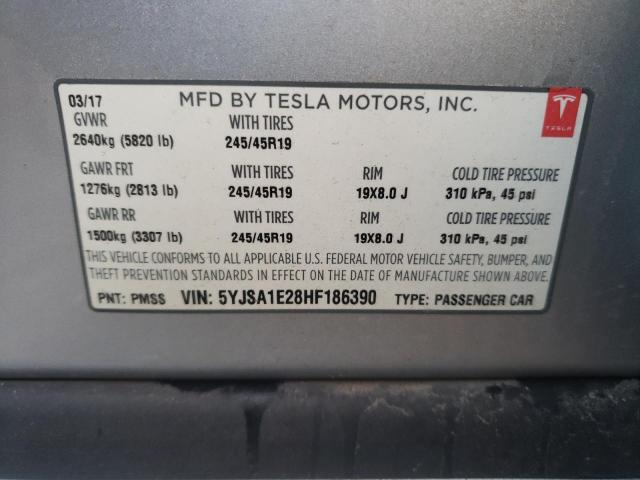 03/17 MFD BY TESLA MOTORS, INC.
TESLA
GVWR WITH TIRES
2640kg (5820 lb) 245/45R19
GAWR FRT WITH TIRES RIM COLD TIRE PRESSURE
1276kg (2813 lb) 245/45R19 19X8.0 J 310 kPa, 45 psi
GAWR RR WITH TIRES RIM COLD TIRE PRESSURE
1500kg (3307 lb) 245/45R19 19X8.0 J 310 kPa, 45 psi
THIS VEHICLE CONFORMS TO ALL APPLICABLE U.S. FEDERAL MOTOR VEHICLE SAFETY, BUMPER, AND
THEFT PREVENTION STANDARDS IN EFFECT ON THE DATE OF MANUFACTURE SHOWN ABOVE.
PNT: PMSS VIN: 5YJSA1E28HF186390 TYPE: PASSENGER CAR